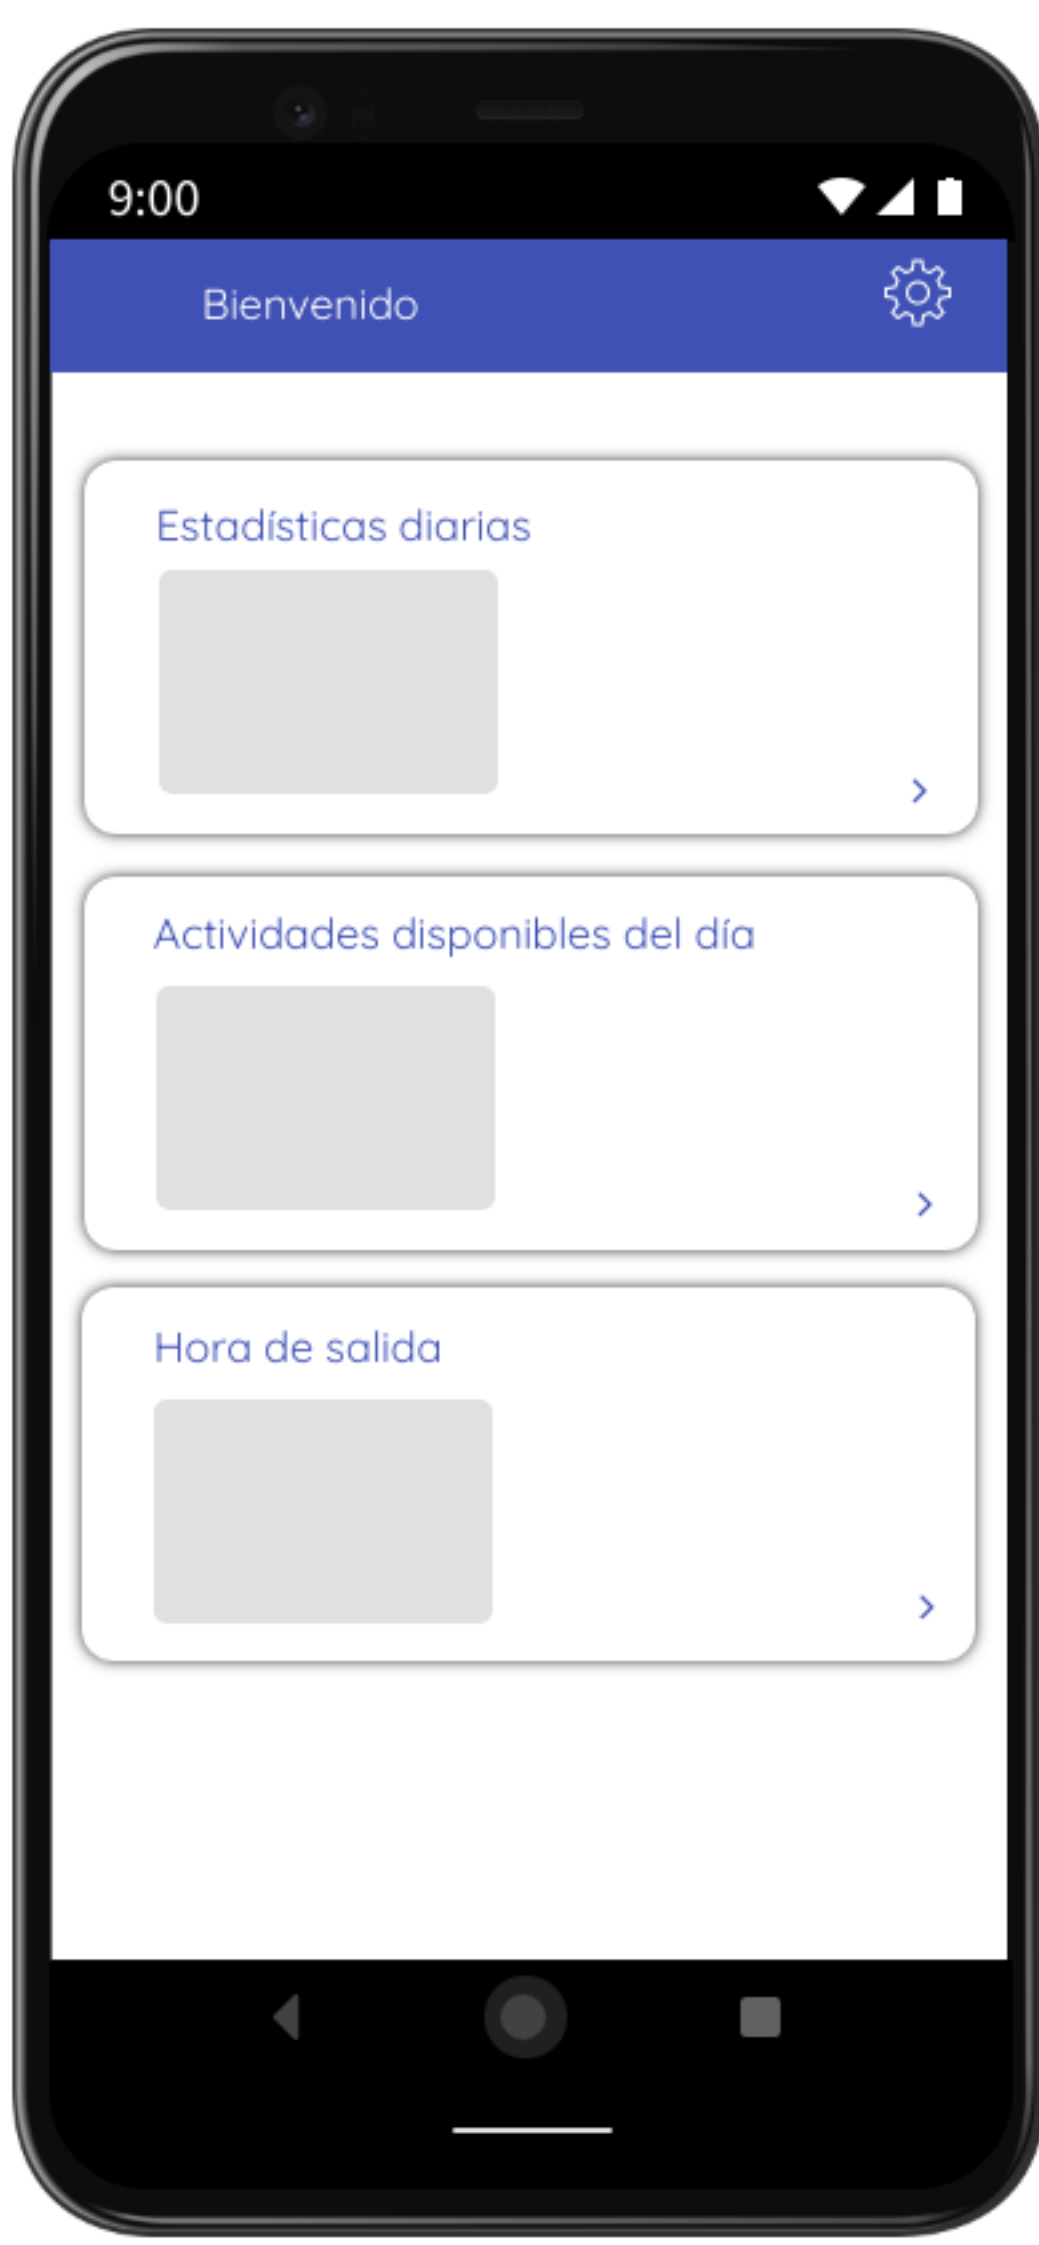 9:00
Bienvenido
Estadísticas diarias
Actividades disponibles del día
Hora de salida